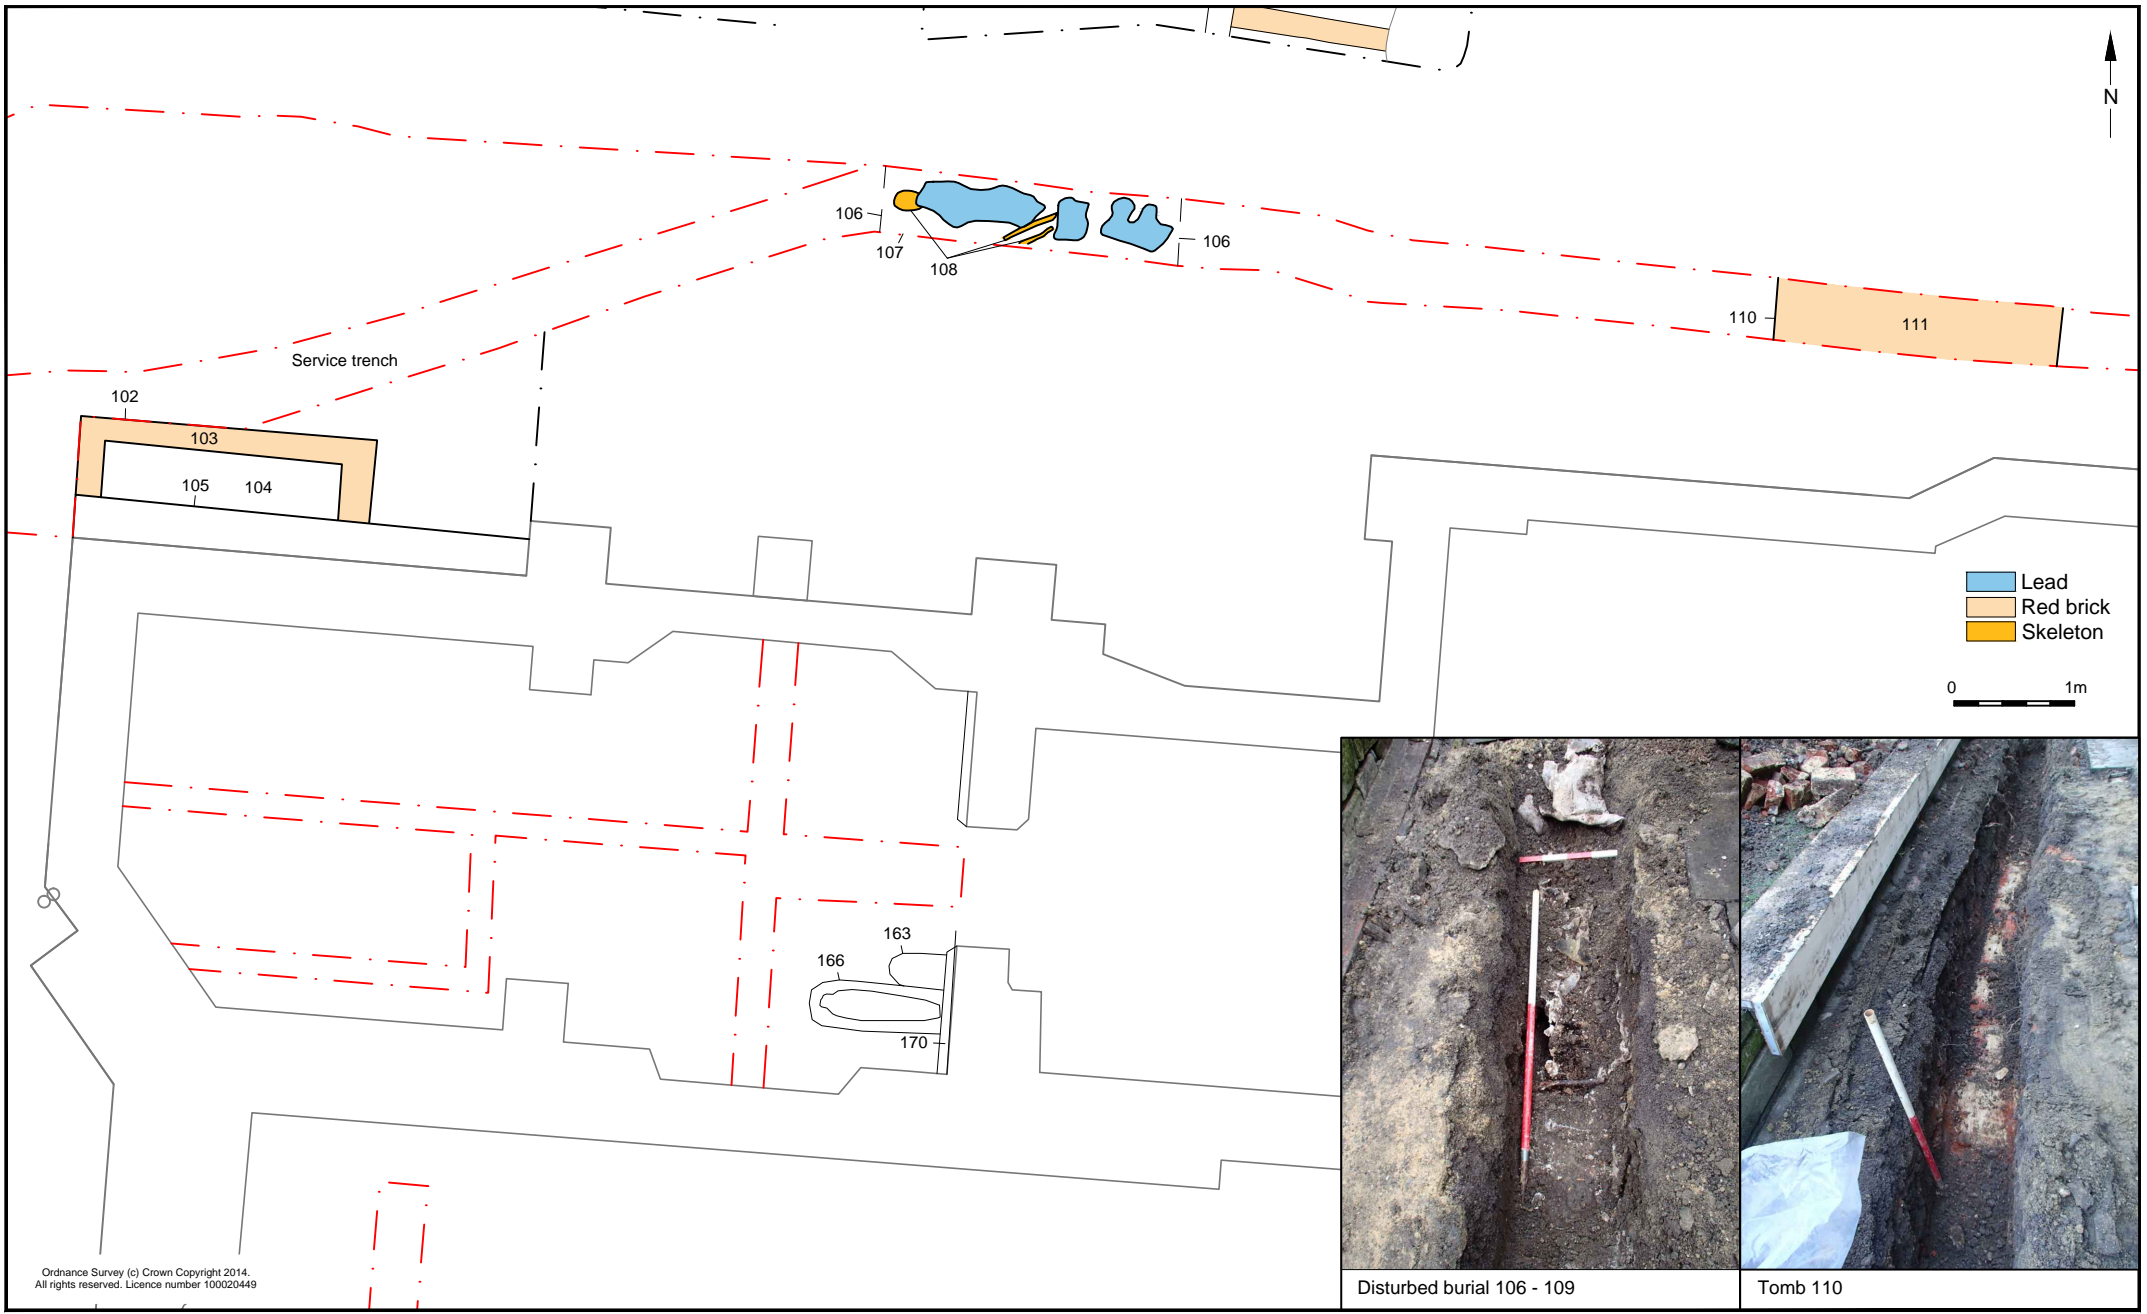 N
106
107
108
106
110
111
Service trench
102
103
105
104
Lead
Red brick
Skeleton
0
1m
163
166
170
Ordnance Survey (c) Crown Copyright 2014.
All rights reserved. Licence number 100020449
Disturbed burial 106 - 109
Tomb 110